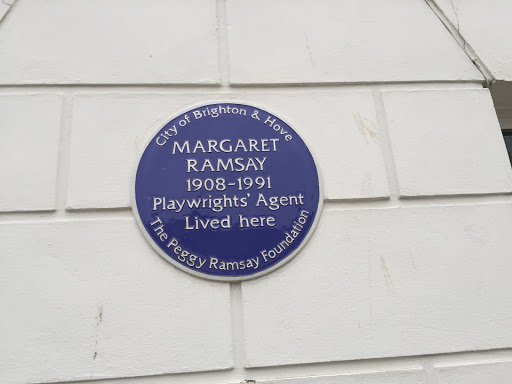 City of Brighton & Hove
MARGARET
RAMSAY
1908-1991
Playwrights' Agent
Lived here
The Peggy Ramsay Foundation